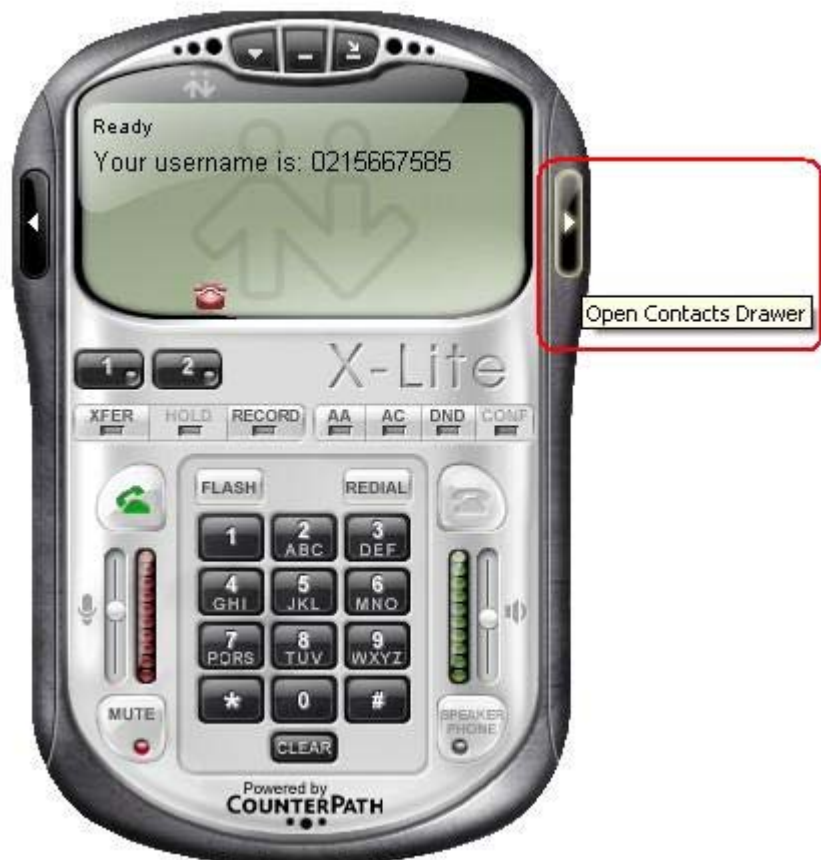 Ready
Your username is: 0215667585
Open Contacts Drawer
1 2 X-Lite
XFER HOLD RECORD AA AC DND CONF
FLASH REDIAL
1 2 3
ABC DEF
4 5 6
GHI JKL MNO
7 8 9
PQRS TUV WXYZ
* 0 #
MUTE SPEAKER
PHONE
CLEAR
Powered by
COUNTERPATH